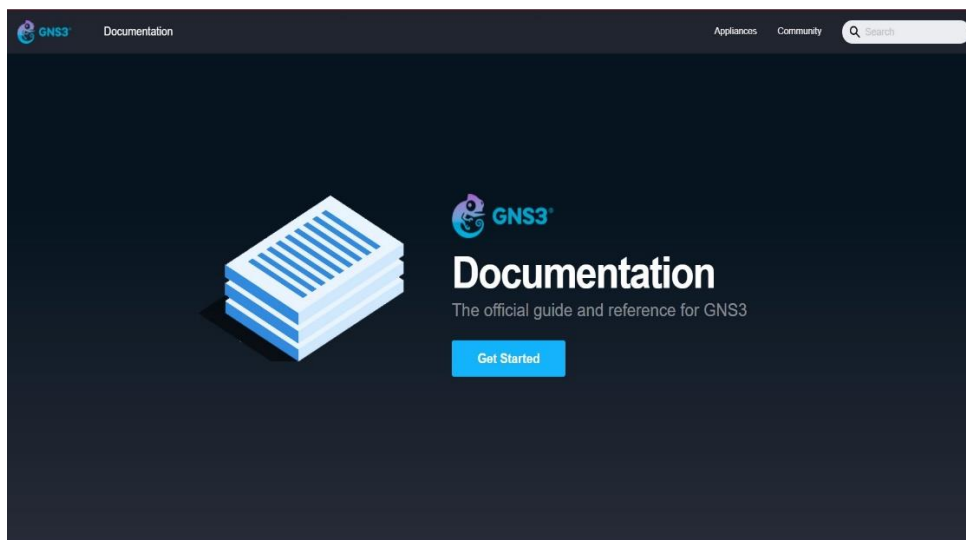 GNS3® Documentation Appliances Community Search
GNS3®
Documentation
The official guide and reference for GNS3
Get Started